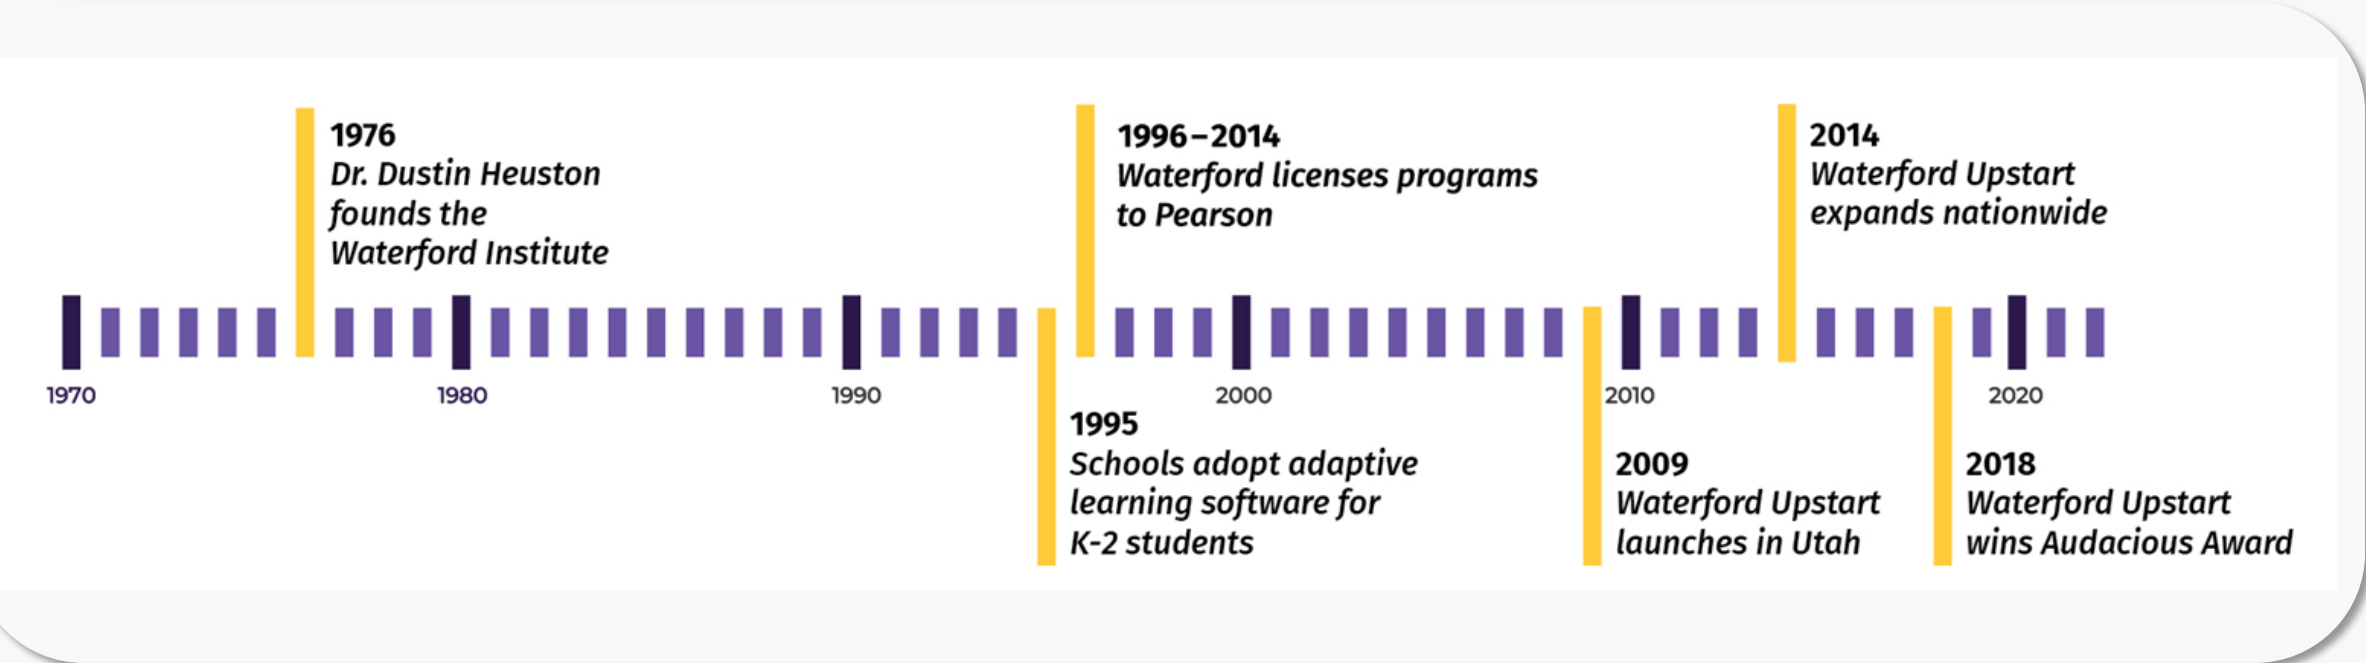 1976
Dr. Dustin Heuston
founds the
Waterford Institute
1996–2014
Waterford licenses programs
to Pearson
2014
Waterford Upstart
expands nationwide
1970
1980
1990
2000
2010
2020
1995
Schools adopt adaptive
learning software for
K-2 students
2009
Waterford Upstart
launches in Utah
2018
Waterford Upstart
wins Audacious Award